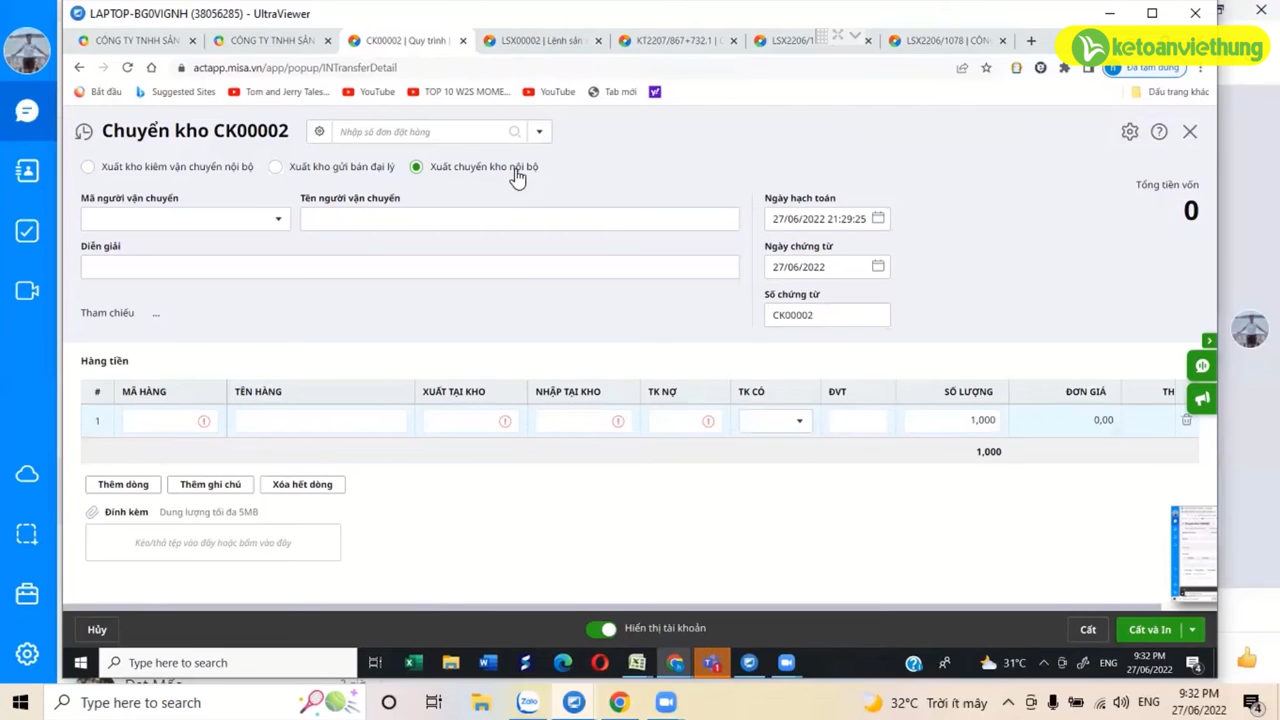 LAPTOP-BG0VIGNH (38056285) - UltraViewer
CÔNG TY TNHH SẢN
CÔNG TY TNHH SẢN
CK00002 | Quy trình
LSX00002 | Lệnh sản
KT2207/867+732.1 | C
LSX2206/1
LSX2206/1078 | CÔN
ketoanviethung
actapp.misa.vn/app/popup/INTransferDetail
Đã tạm dừng
Bắt đầu
Suggested Sites
Tom and Jerry Tales...
YouTube
TOP 10 W2S MOME...
YouTube
Tab mới
Dấu trang khác
Chuyển kho CK00002
Nhập số đơn đặt hàng
Xuất kho kiêm vận chuyển nội bộ
Xuất kho gửi bán đại lý
Xuất chuyển kho nội bộ
Tổng tiền vốn
0
Mã người vận chuyển
Tên người vận chuyển
Ngày hạch toán
27/06/2022 21:29:25
Diễn giải
Ngày chứng từ
27/06/2022
Số chứng từ
CK00002
Tham chiếu
...
Hàng tiền
# MÃ HÀNG TÊN HÀNG XUẤT TẠI KHO NHẬP TẠI KHO TK NỢ TK CÓ ĐVT SỐ LƯỢNG ĐƠN GIÁ TH
1 1,000 0,00
1,000
Thêm dòng
Thêm ghi chú
Xóa hết dòng
Đính kèm Dung lượng tối đa 5MB
Kéo/thả tệp vào đây hoặc bấm vào đây
Hủy
Hiển thị tài khoản
Cất
Cất và In
Type here to search
31°C
ENG
9:32 PM
27/06/2022
4
Type here to search
Zalo
32°C Trời ít mây
ENG
9:32 PM
27/06/2022
4